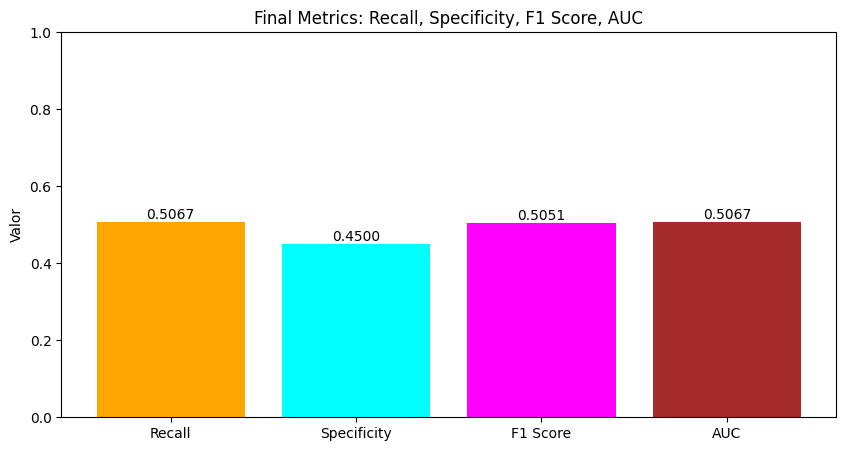 Final Metrics: Recall, Specificity, F1 Score, AUC
1.0
0.8
0.6
0.4
0.2
0.0
Valor
0.5067
0.4500
0.5051
0.5067
Recall
Specificity
F1 Score
AUC